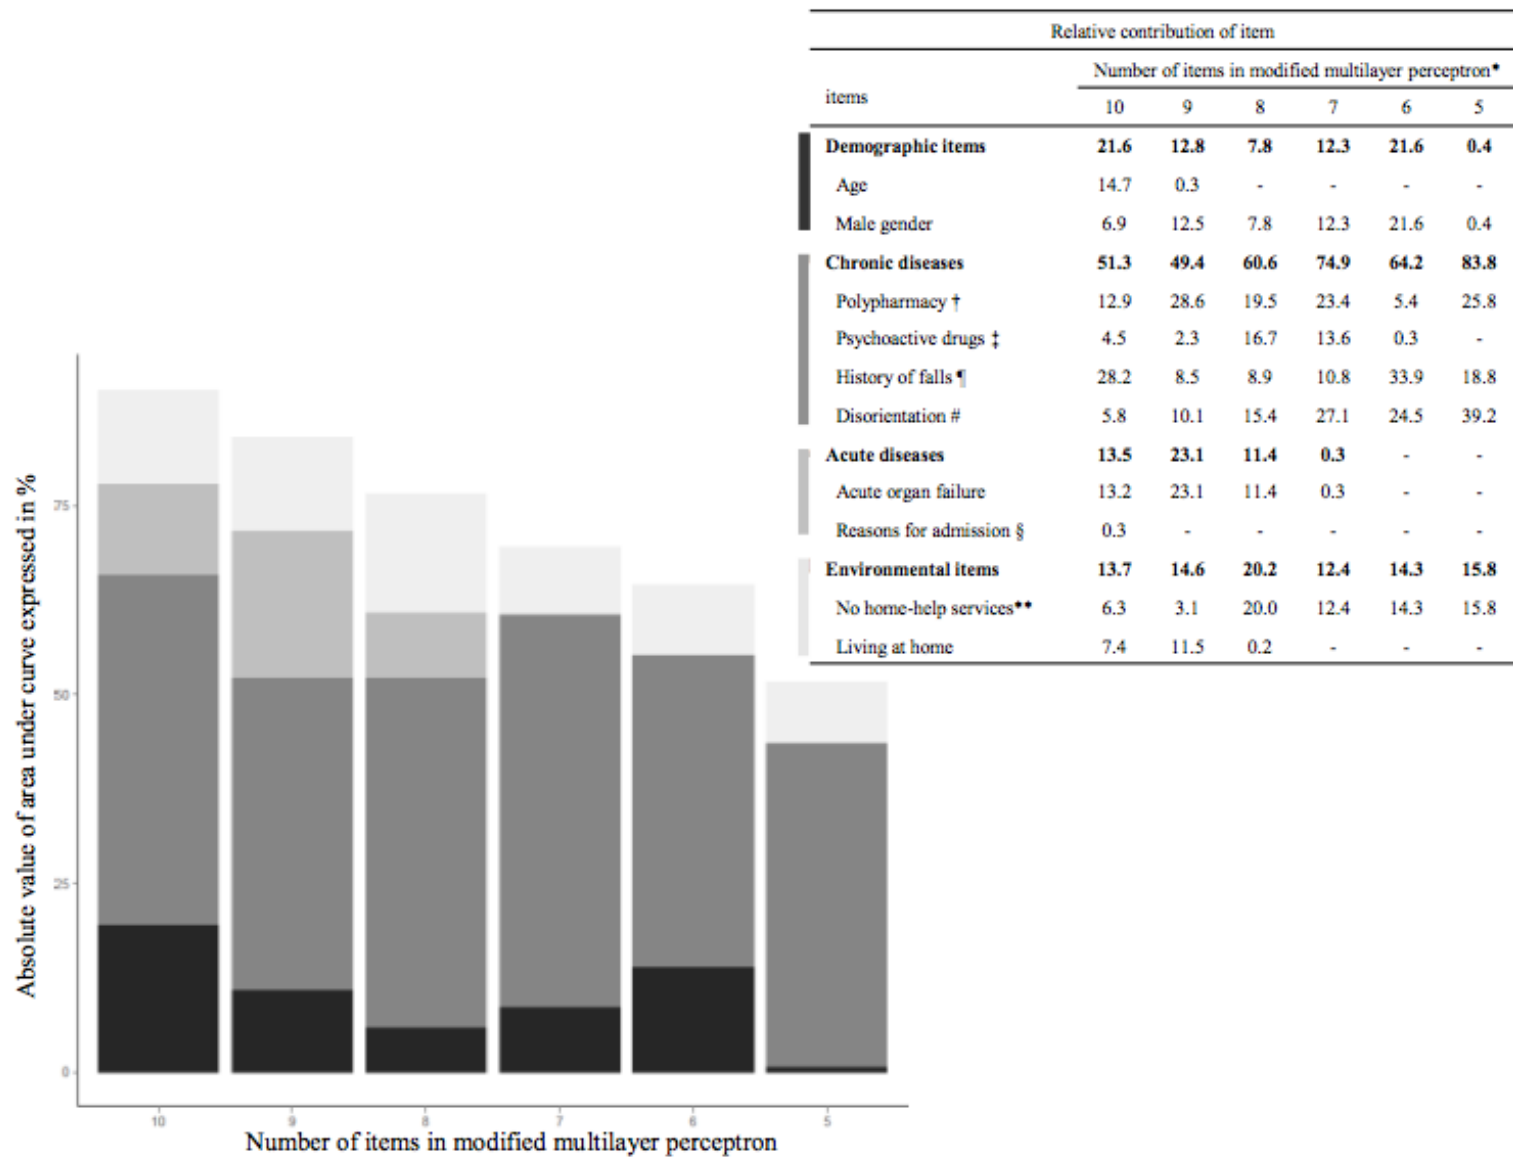 Relative contribution of item
Number of items in modified multilayer perceptron*
items
10 9 8 7 6 5
Demographic items 21.6 12.8 7.8 12.3 21.6 0.4
Age 14.7 0.3 - - - -
Male gender 6.9 12.5 7.8 12.3 21.6 0.4
Chronic diseases 51.3 49.4 60.6 74.9 64.2 83.8
Polypharmacy † 12.9 28.6 19.5 23.4 5.4 25.8
Psychoactive drugs ‡ 4.5 2.3 16.7 13.6 0.3 -
History of falls ¶ 28.2 8.5 8.9 10.8 33.9 18.8
Disorientation # 5.8 10.1 15.4 27.1 24.5 39.2
Acute diseases 13.5 23.1 11.4 0.3 - -
Acute organ failure 13.2 23.1 11.4 0.3 - -
Reasons for admission § 0.3 - - - - -
Environmental items 13.7 14.6 20.2 12.4 14.3 15.8
No home-help services** 6.3 3.1 20.0 12.4 14.3 15.8
Living at home 7.4 11.5 0.2 - - -
Absolute value of area under curve expressed in %
75
50
25
0
10 9 8 7 6 5
Number of items in modified multilayer perceptron